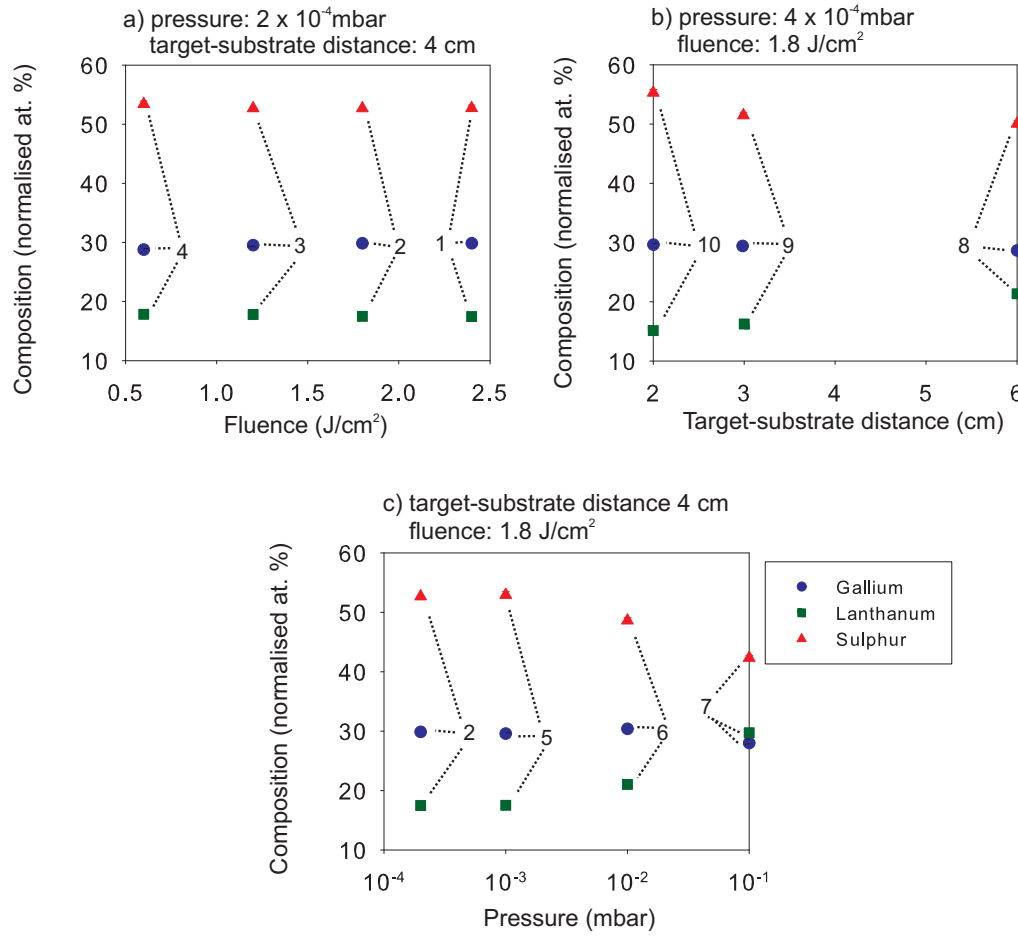 a) pressure: 2 x 10⁻⁴mbar
target-substrate distance: 4 cm
Composition (normalised at. %)
60
50
40
30
20
10
4
3
2
1
0.5
1.0
1.5
2.0
2.5
Fluence (J/cm²)
b) pressure: 4 x 10⁻⁴mbar
fluence: 1.8 J/cm²
Composition (normalised at. %)
60
50
40
30
20
10
10
9
8
2
3
4
5
6
Target-substrate distance (cm)
c) target-substrate distance 4 cm
fluence: 1.8 J/cm²
Composition (normalised at. %)
60
50
40
30
20
10
2
5
6
7
10⁻⁴
10⁻³
10⁻²
10⁻¹
Pressure (mbar)
Gallium
Lanthanum
Sulphur